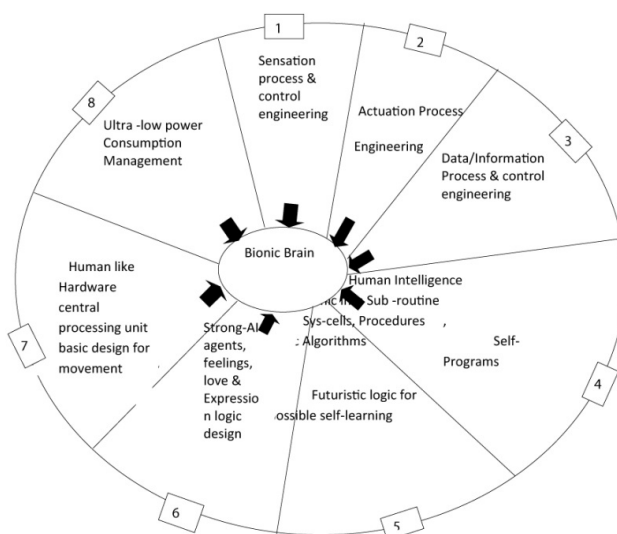 1
Sensation
process &
control
engineering
2
Actuation Process
Engineering
3
Data/Information
Process & control
engineering
8
Ultra -low power
Consumption
Management
Bionic Brain
Human Intelligence
Sub -routine
Sys-cells, Procedures ,
Algorithms
Self-
Programs
4
Human like
Hardware
central
processing unit
basic design for
movement
7
Strong-AI
agents,
feelings,
love &
Expressio
n logic
design
6
Futuristic logic for
ossible self-learning
5